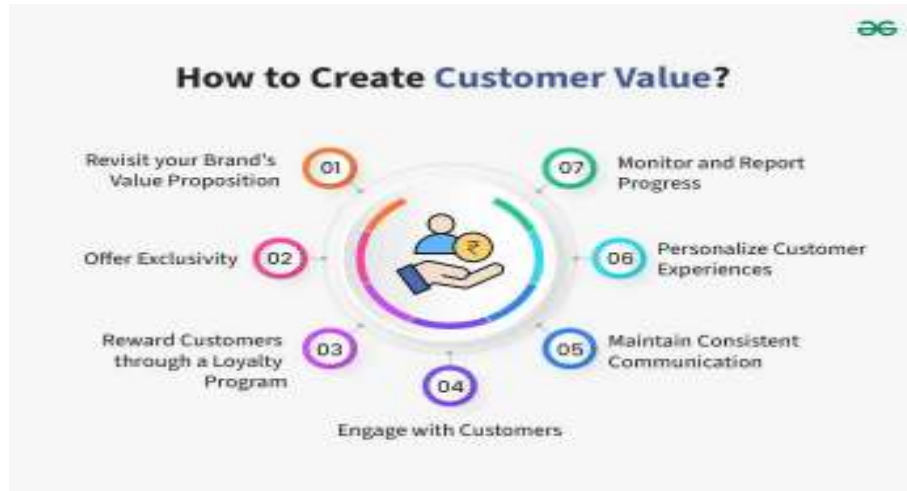 How to Create Customer Value?
01
Revisit your Brand's
Value Proposition
02
Offer Exclusivity
03
Reward Customers
through a Loyalty
Program
04
Engage with Customers
05
Maintain Consistent
Communication
06
Personalize Customer
Experiences
07
Monitor and Report
Progress
₹